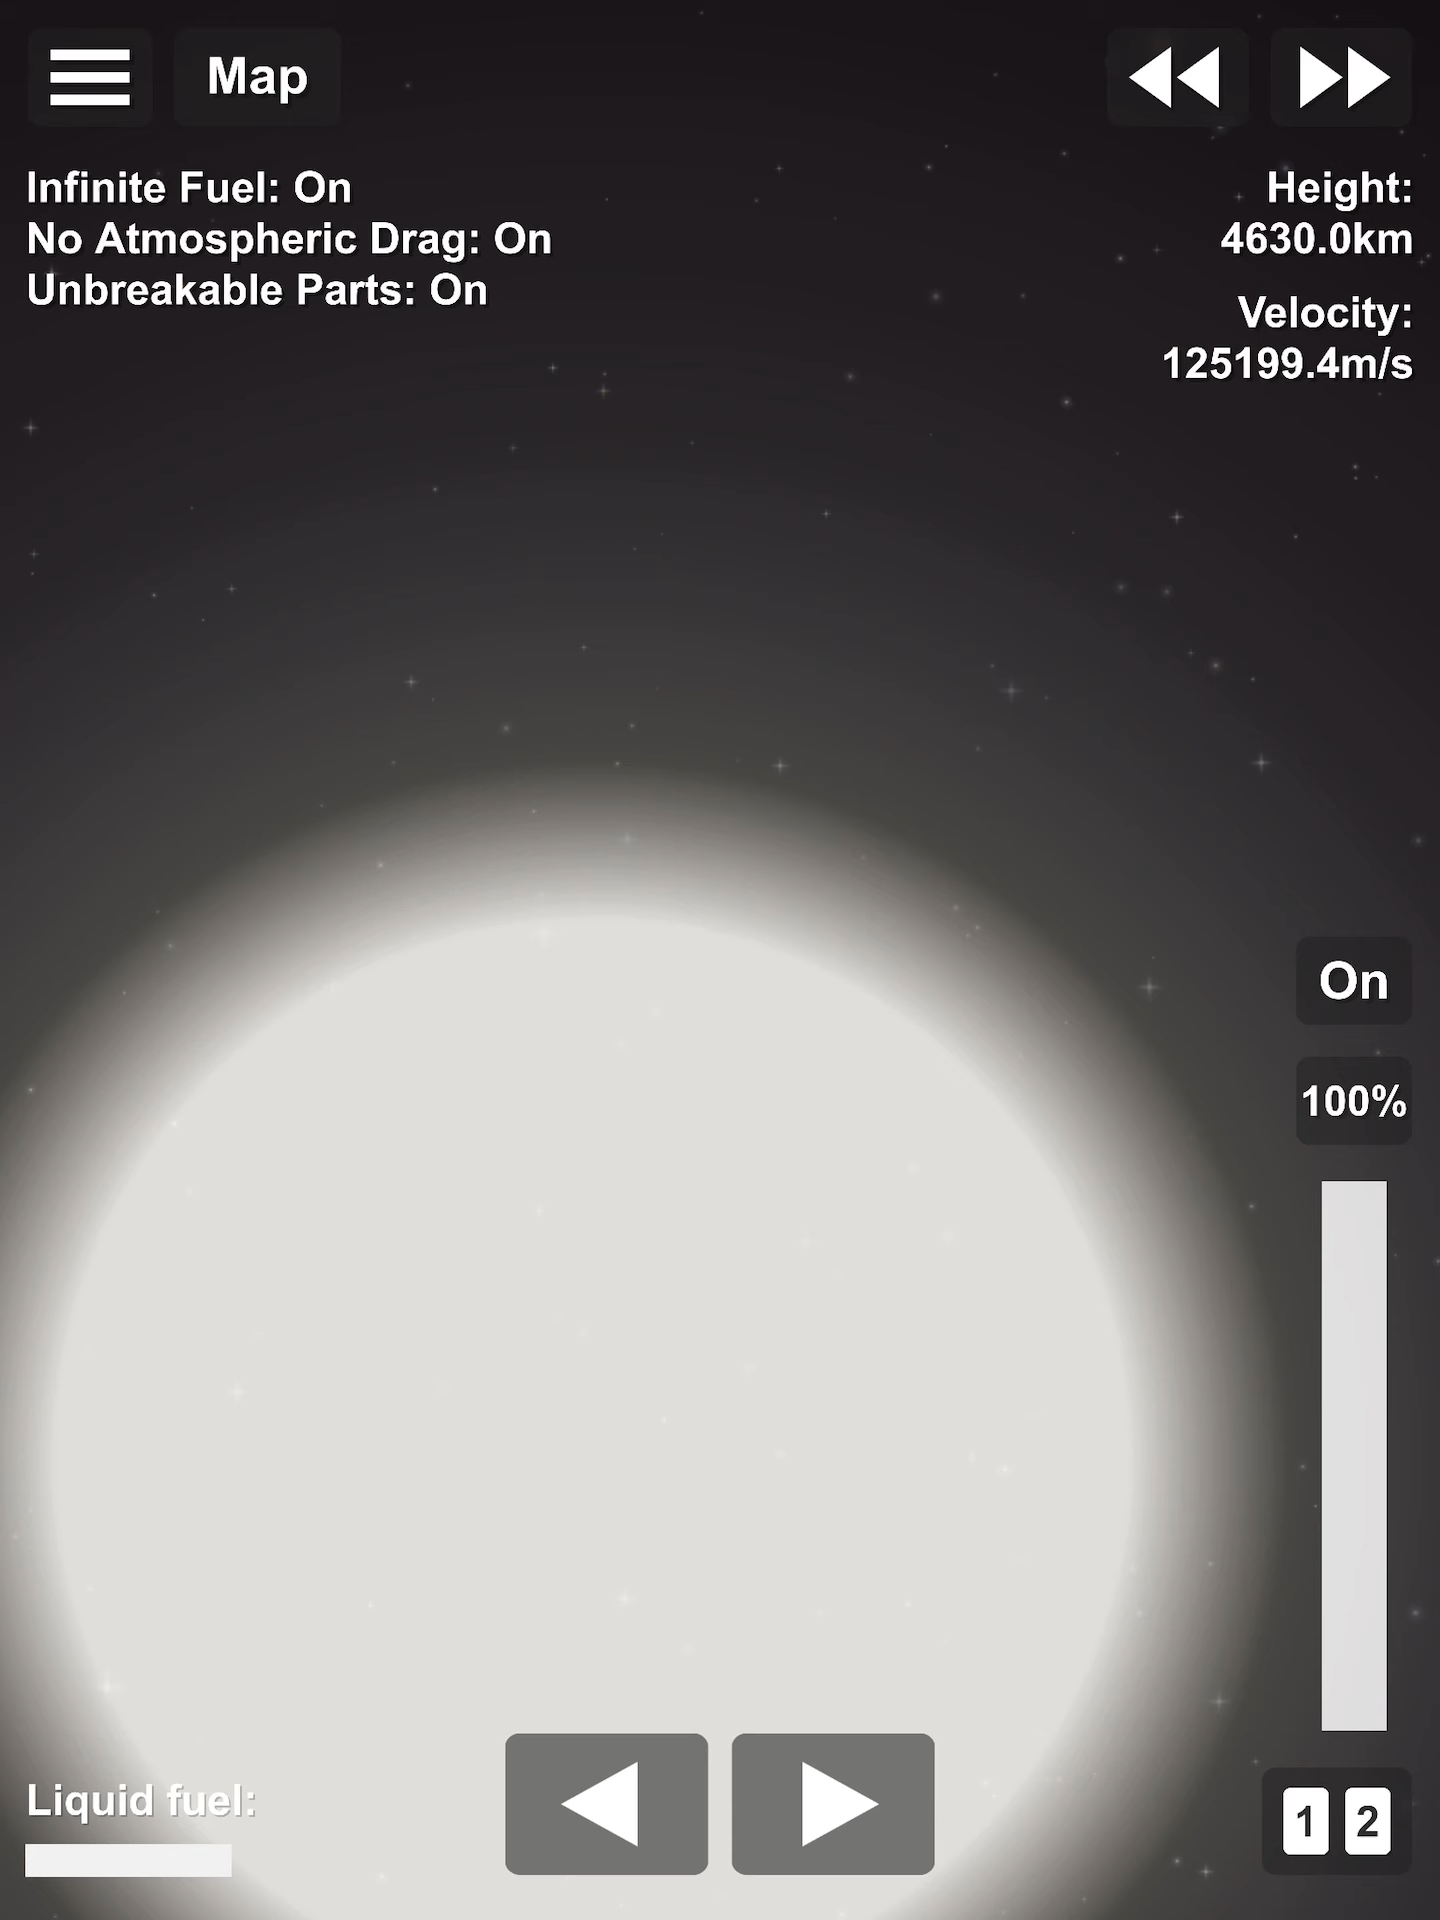 Map
Infinite Fuel: On
No Atmospheric Drag: On
Unbreakable Parts: On
Height:
4630.0km
Velocity:
125199.4m/s
On
100%
Liquid fuel:
1 2